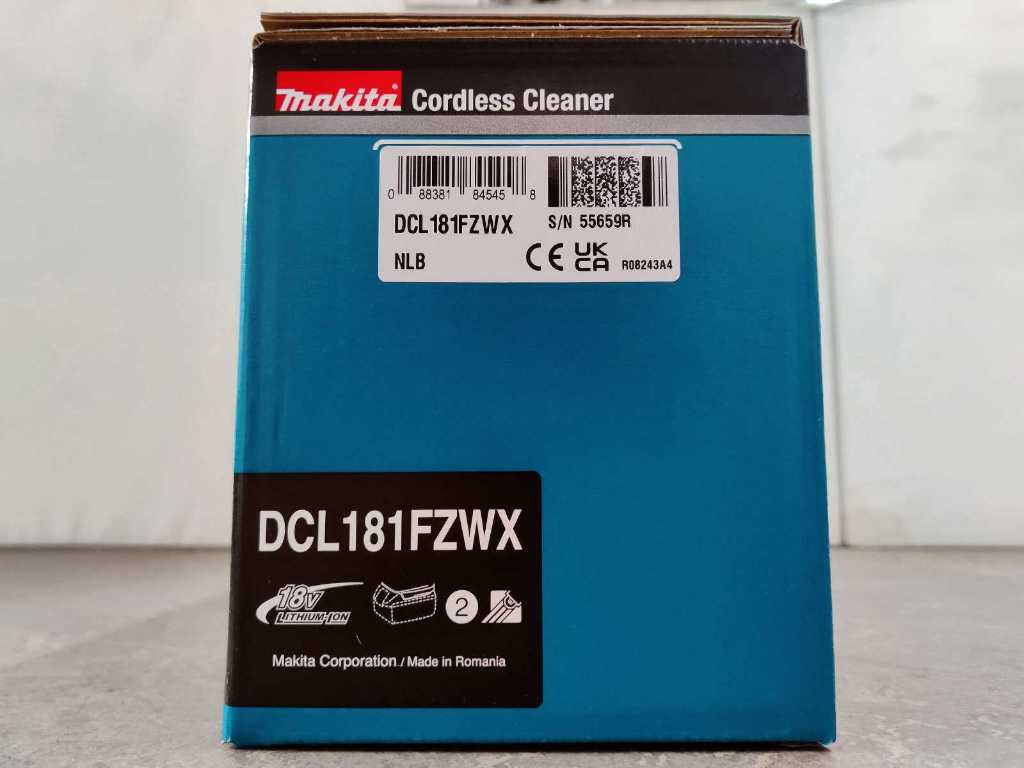 makita® Cordless Cleaner
0 88381 84545 8
DCL181FZWX S/N 55659R
NLB CE UK CA R08243A4
DCL181FZWX
18V LITHIUM-ION 2
Makita Corporation / Made in Romania